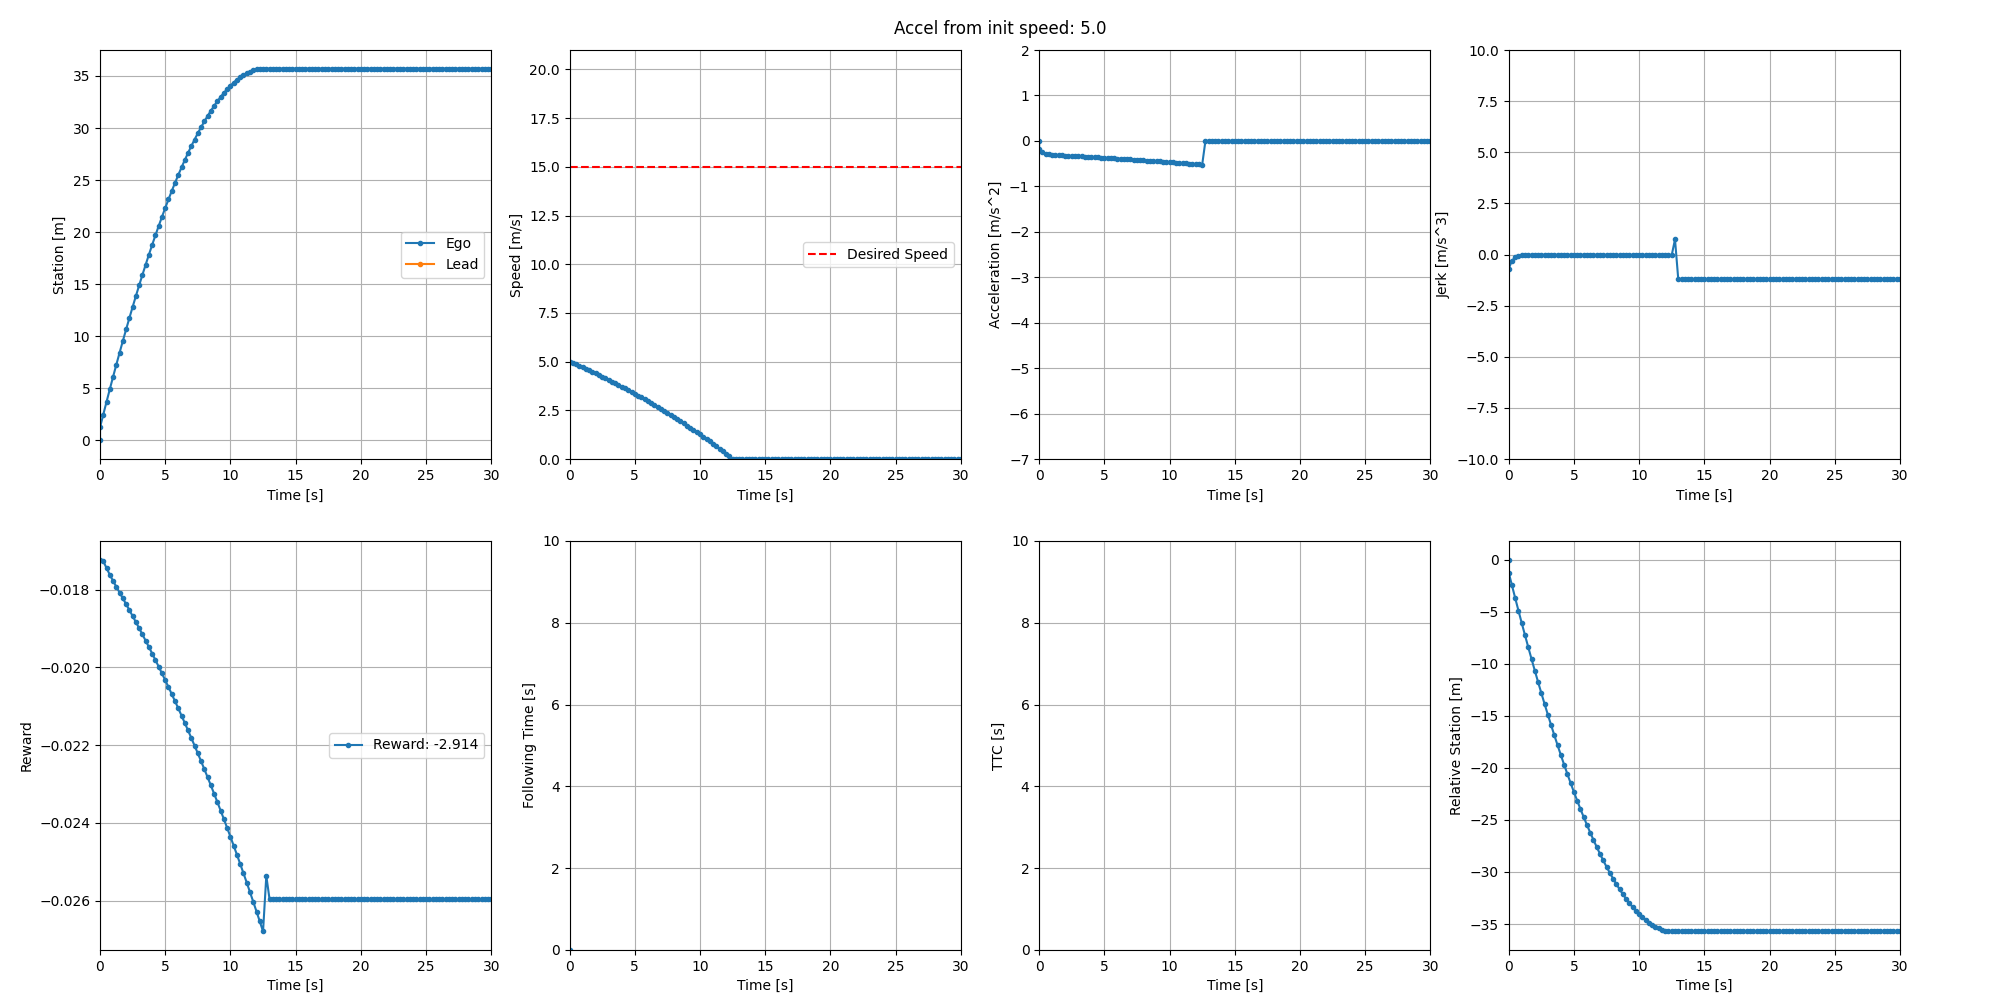 Accel from init speed: 5.0
35
30
25
20
15
10
5
0
Station [m]
Ego
Lead
0 5 10 15 20 25 30
Time [s]
20.0
17.5
15.0
12.5
10.0
7.5
5.0
2.5
0.0
Speed [m/s]
Desired Speed
0 5 10 15 20 25 30
Time [s]
2
1
0
−1
−2
−3
−4
−5
−6
−7
Acceleration [m/s^2]
0 5 10 15 20 25 30
Time [s]
10.0
7.5
5.0
2.5
0.0
−2.5
−5.0
−7.5
−10.0
Jerk [m/s^3]
0 5 10 15 20 25 30
Time [s]
−0.018
−0.020
−0.022
−0.024
−0.026
Reward
Reward: -2.914
0 5 10 15 20 25 30
Time [s]
10
8
6
4
2
0
Following Time [s]
0 5 10 15 20 25 30
Time [s]
10
8
6
4
2
0
TTC [s]
0 5 10 15 20 25 30
Time [s]
0
−5
−10
−15
−20
−25
−30
−35
Relative Station [m]
0 5 10 15 20 25 30
Time [s]